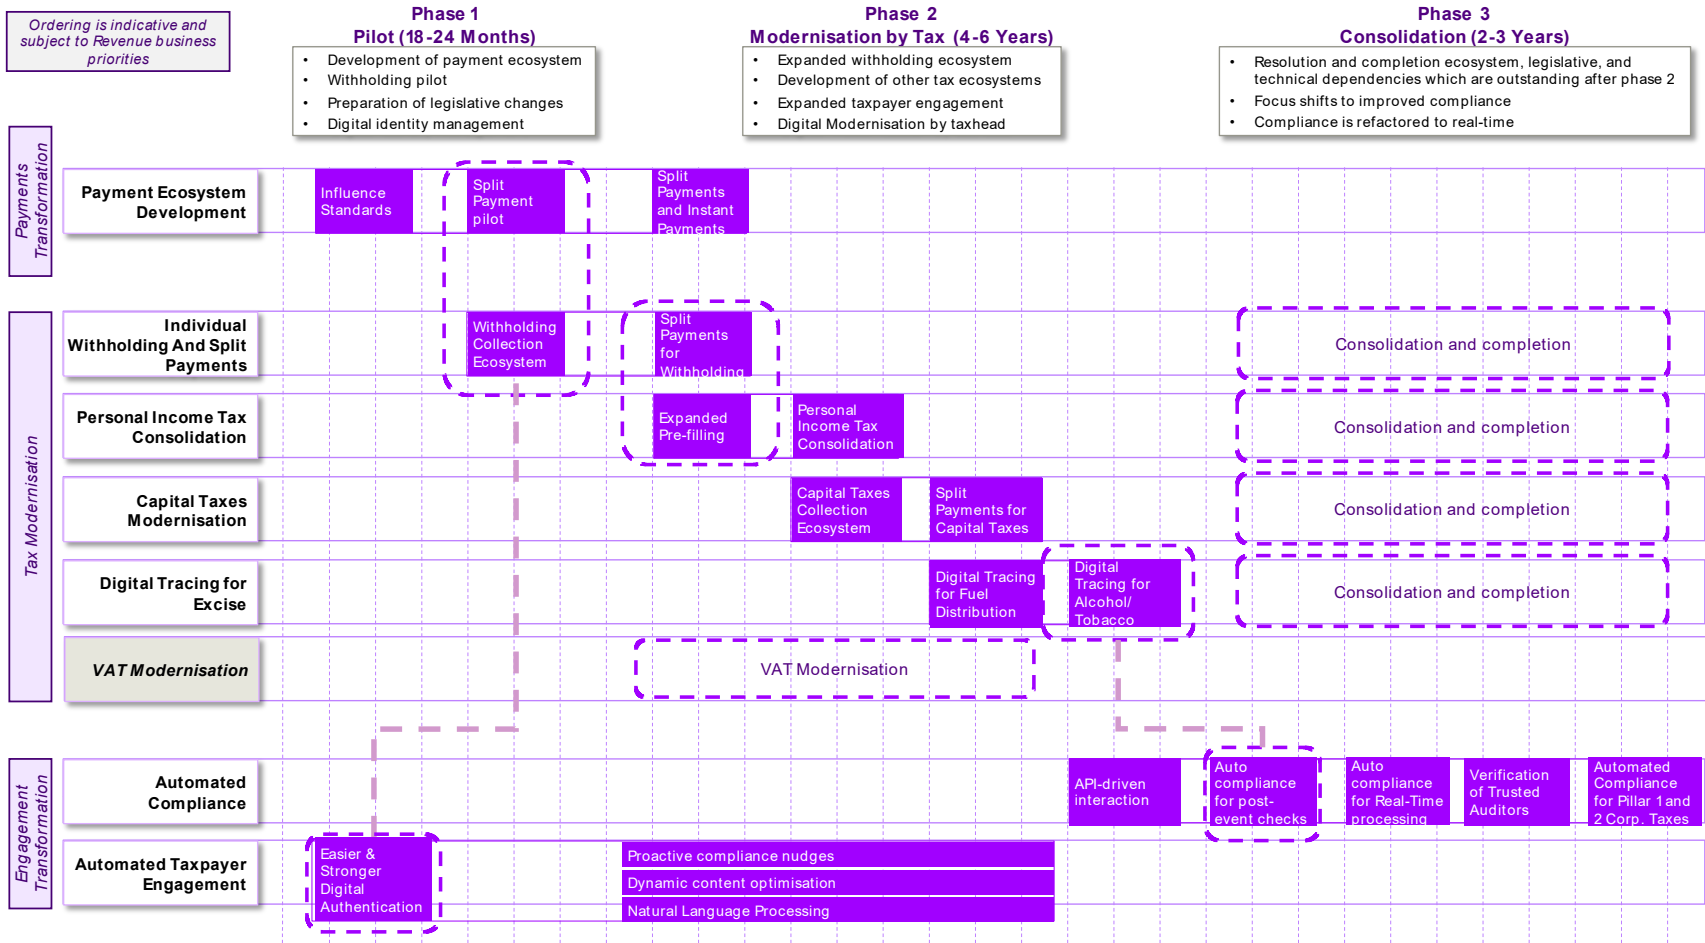 Ordering is indicative and
subject to Revenue business
priorities
Phase 1
Pilot (18-24 Months)
• Development of payment ecosystem
• Withholding pilot
• Preparation of legislative changes
• Digital identity management
Phase 2
Modernisation by Tax (4-6 Years)
• Expanded withholding ecosystem
• Development of other tax ecosystems
• Expanded taxpayer engagement
• Digital Modernisation by taxhead
Phase 3
Consolidation (2-3 Years)
• Resolution and completion ecosystem, legislative, and
technical dependencies which are outstanding after phase 2
• Focus shifts to improved compliance
• Compliance is refactored to real-time
Payments
Transformation
Payment Ecosystem
Development
Influence
Standards
Split
Payment
pilot
Split
Payments
and Instant
Payments
Tax Modernisation
Individual
Withholding And Split
Payments
Withholding
Collection
Ecosystem
Split
Payments
for
Withholding
Consolidation and completion
Personal Income Tax
Consolidation
Expanded
Pre-filling
Personal
Income Tax
Consolidation
Consolidation and completion
Capital Taxes
Modernisation
Capital Taxes
Collection
Ecosystem
Split
Payments for
Capital Taxes
Consolidation and completion
Digital Tracing for
Excise
Digital Tracing
for Fuel
Distribution
Digital
Tracing for
Alcohol/
Tobacco
Consolidation and completion
VAT Modernisation
VAT Modernisation
Engagement
Transformation
Automated
Compliance
API-driven
interaction
Auto
compliance
for post-
event checks
Auto
compliance
for Real-Time
processing
Verification
of Trusted
Auditors
Automated
Compliance
for Pillar 1 and
2 Corp. Taxes
Automated Taxpayer
Engagement
Easier &
Stronger
Digital
Authentication
Proactive compliance nudges
Dynamic content optimisation
Natural Language Processing